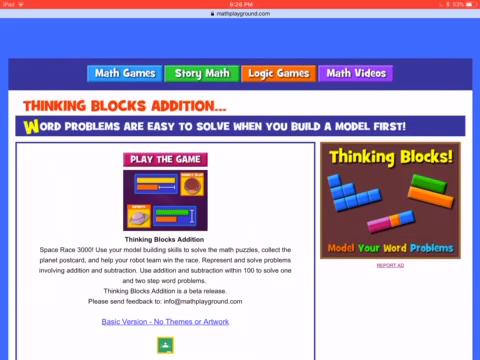 iPad 6:26 PM 53%
mathplayground.com
Math Games Story Math Logic Games Math Videos
THINKING BLOCKS ADDITION...
WORD PROBLEMS ARE EASY TO SOLVE WHEN YOU BUILD A MODEL FIRST!
PLAY THE GAME
Thinking Blocks Addition
Space Race 3000! Use your model building skills to solve the math puzzles, collect the
planet postcard, and help your robot team win the race. Represent and solve problems
involving addition and subtraction. Use addition and subtraction within 100 to solve one
and two step word problems.
Thinking Blocks Addition is a beta release.
Please send feedback to: info@mathplayground.com
Basic Version - No Themes or Artwork
Thinking Blocks!
Model Your Word Problems
REPORT AD